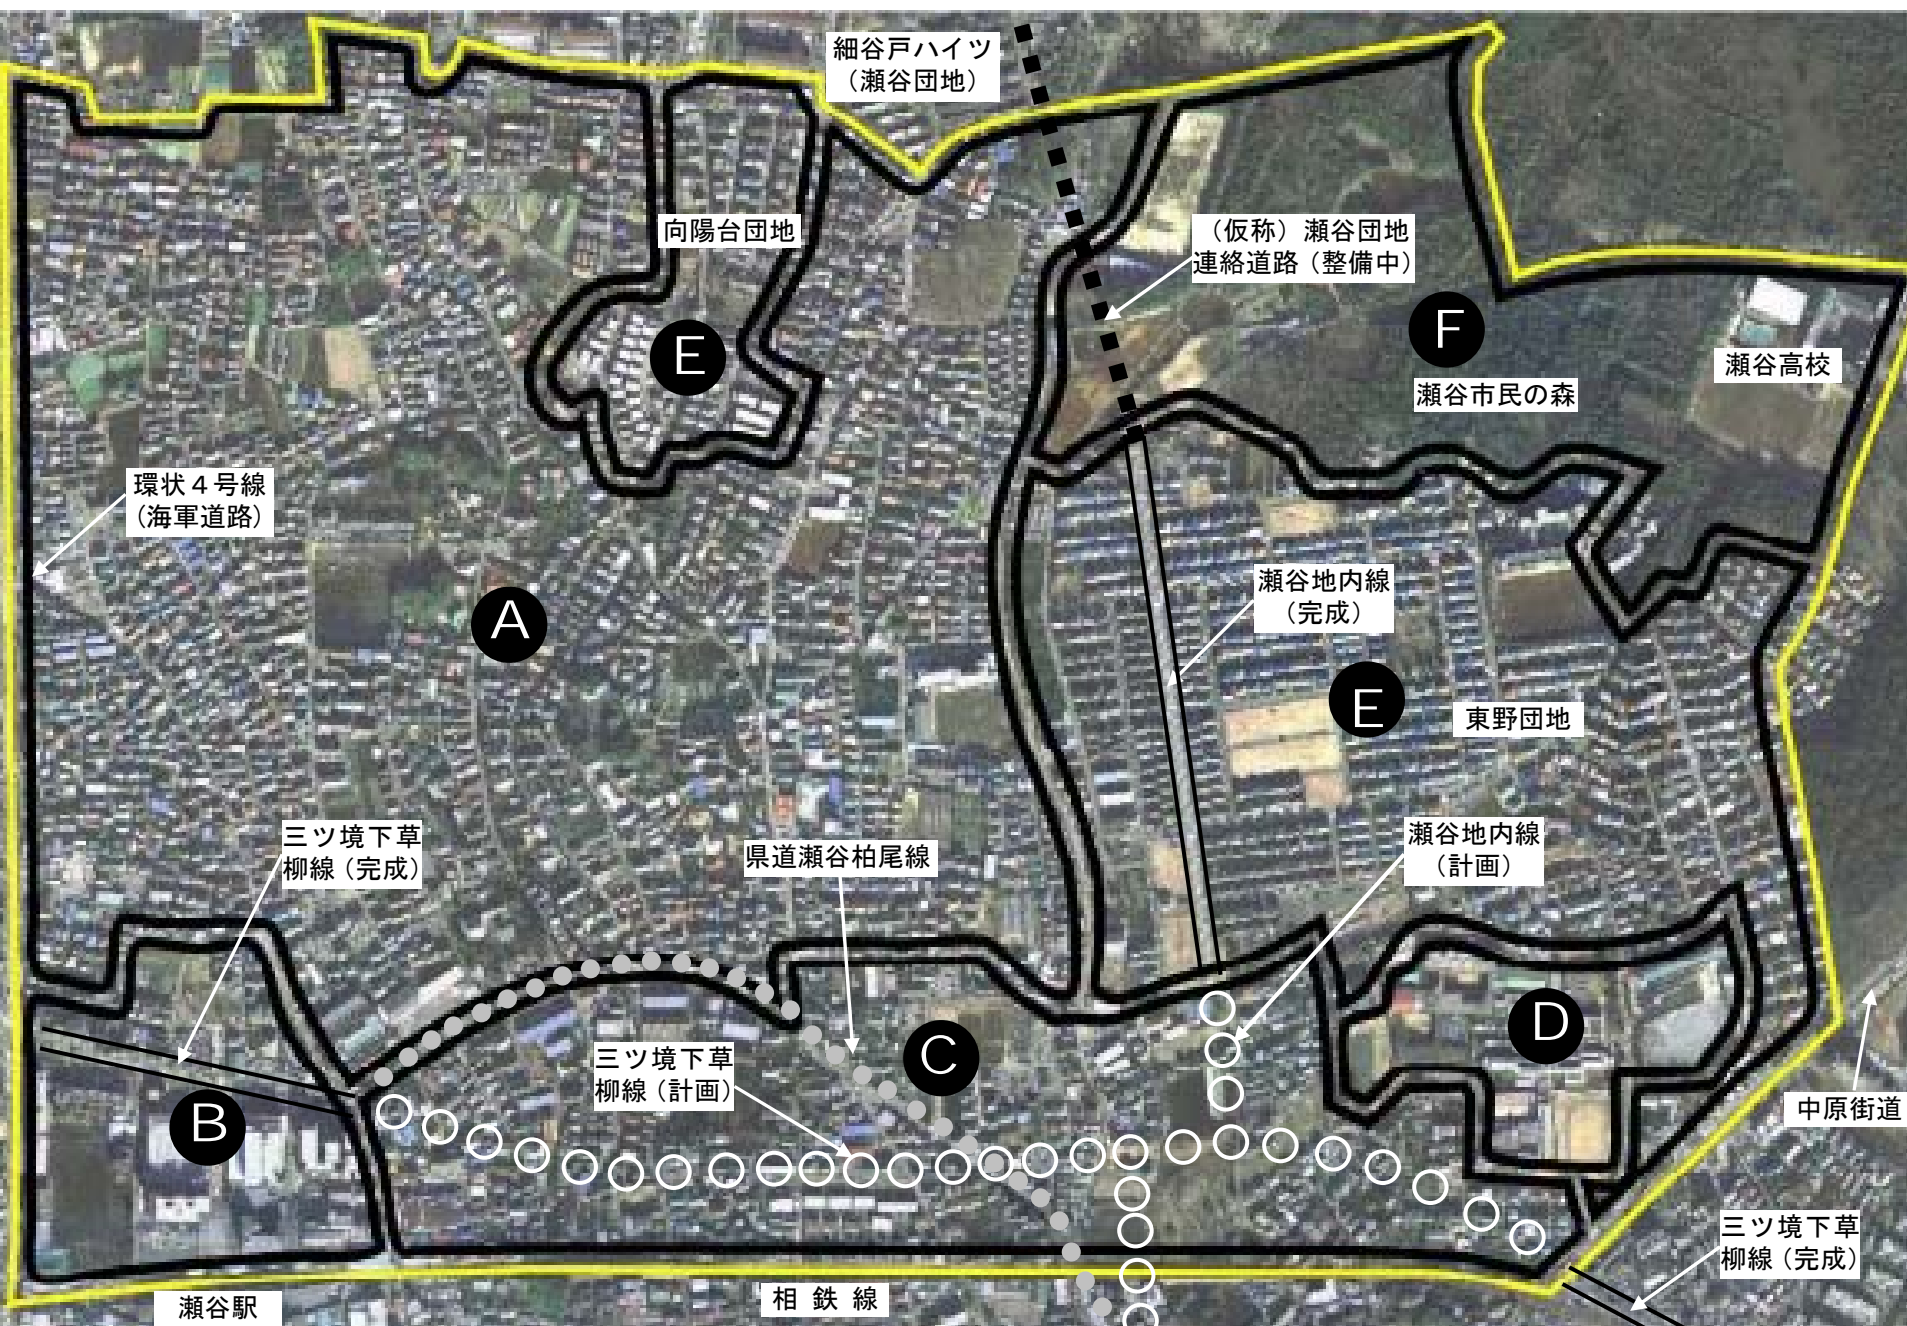 細谷戸ハイツ
（瀬谷団地）
向陽台団地
（仮称）瀬谷団地
連絡道路（整備中）
E
F
瀬谷高校
瀬谷市民の森
環状４号線
（海軍道路）
A
瀬谷地内線
（完成）
E
東野団地
三ツ境下草
柳線（完成）
県道瀬谷柏尾線
瀬谷地内線
（計画）
D
C
三ツ境下草
柳線（計画）
B
中原街道
三ツ境下草
柳線（完成）
瀬谷駅
相 鉄 線